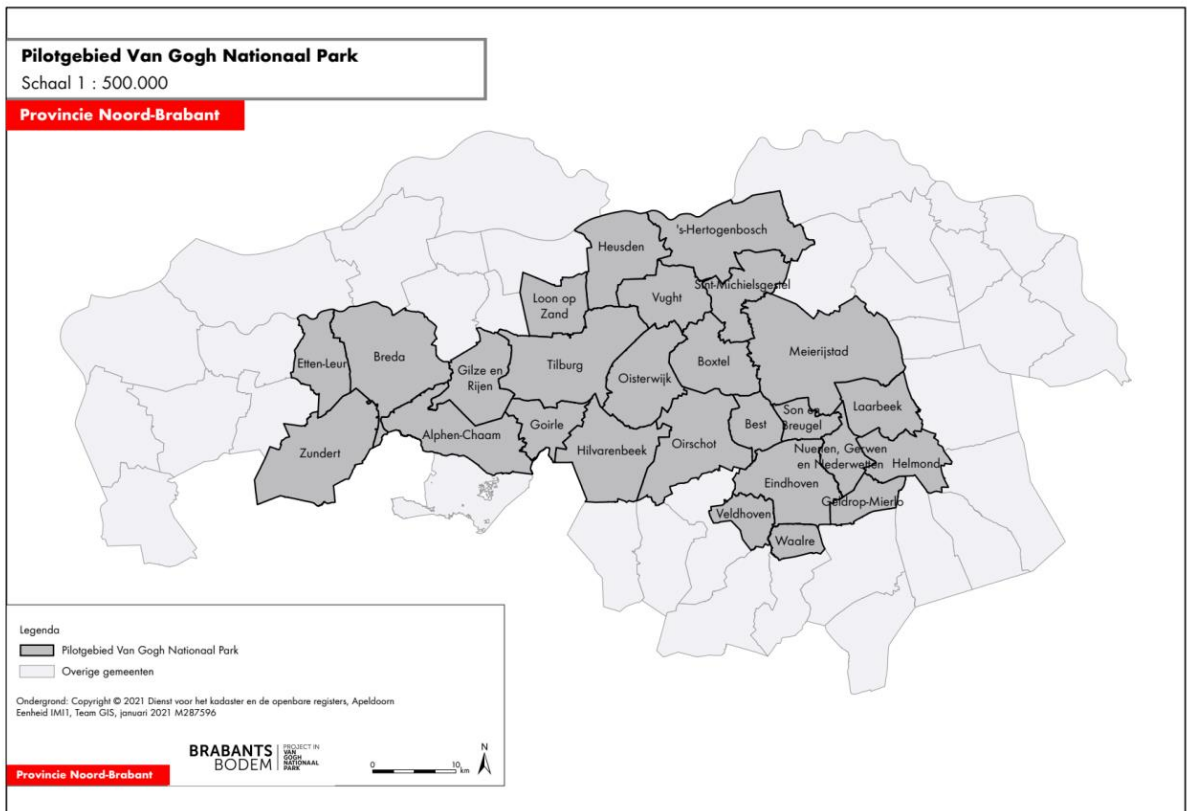 Pilotgebied Van Gogh Nationaal Park
Schaal 1 : 500.000
Provincie Noord-Brabant
's-Hertogenbosch
Heusden
Sint-Michielsgestel
Loon op
Zand
Vught
Meierijstad
Etten-Leur
Breda
Gilze en
Rijen
Tilburg
Oisterwijk
Boxtel
Laarbeek
Son en
Breugel
Goirle
Best
Alphen-Chaam
Zundert
Hilvarenbeek
Oirschot
Nuenen, Gerwen
en Nederwetten
Helmond
Eindhoven
Geldrop-Mierlo
Veldhoven
Waalre
Legenda
Pilotgebied Van Gogh Nationaal Park
Overige gemeenten
Ondergrond: Copyright © 2021 Dienst voor het kadaster en de openbare registers, Apeldoorn
Eenheid IMI1, Team GIS, januari 2021 M287596
BRABANTS
BODEM
PROJECT IN
VAN
GOGH
NATIONAAL
PARK
0 10
km
N
Provincie Noord-Brabant